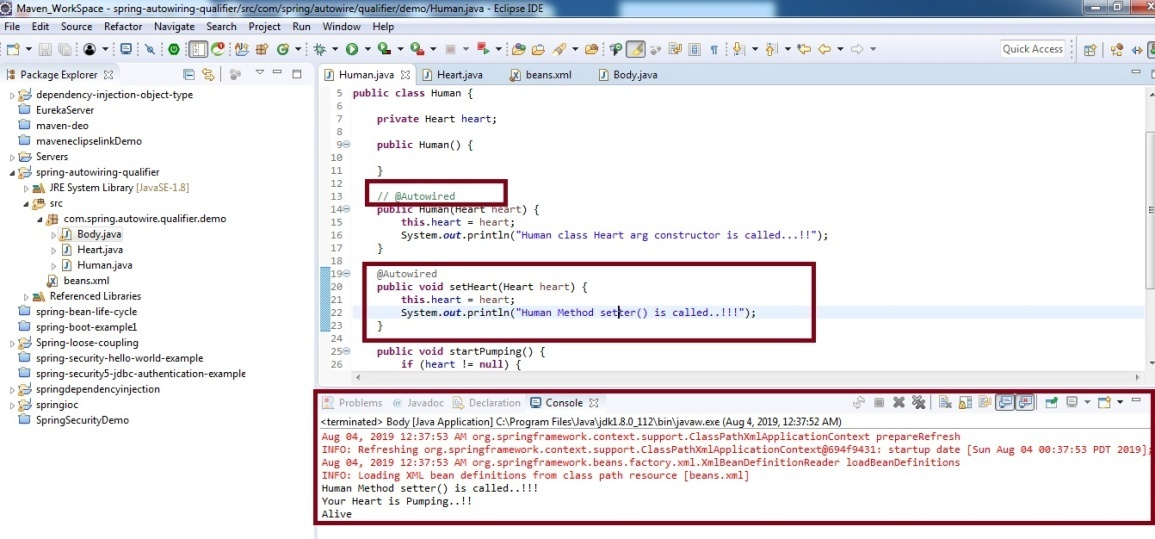 Maven_WorkSpace - spring-autowiring-qualifier/src/com/spring/autowire/qualifier/demo/Human.java - Eclipse IDE
File Edit Source Refactor Navigate Search Project Run Window Help
Quick Access
Package Explorer
dependency-injection-object-type
EurekaServer
maven-deo
maveneclipselinkDemo
Servers
spring-autowiring-qualifier
JRE System Library [JavaSE-1.8]
src
com.spring.autowire.qualifier.demo
Body.java
Heart.java
Human.java
beans.xml
Referenced Libraries
spring-bean-life-cycle
spring-boot-example1
Spring-loose-coupling
spring-security-hello-world-example
spring-security5-jdbc-authentication-example
springdependencyinjection
springioc
SpringSecurityDemo
Human.java Heart.java beans.xml Body.java
5 public class Human {
6
7 private Heart heart;
8
9 public Human() {
10
11 }
12
13 // @Autowired
14 public Human(Heart heart) {
15 this.heart = heart;
16 System.out.println("Human class Heart arg constructor is called...!!");
17 }
18
19 @Autowired
20 public void setHeart(Heart heart) {
21 this.heart = heart;
22 System.out.println("Human Method setter() is called..!!!");
23 }
24
25 public void startPumping() {
26 if (heart != null) {
Problems @ Javadoc Declaration Console
<terminated> Body [Java Application] C:\Program Files\Java\jdk1.8.0_112\bin\javaw.exe (Aug 4, 2019, 12:37:52 AM)
Aug 04, 2019 12:37:53 AM org.springframework.context.support.ClassPathXmlApplicationContext prepareRefresh
INFO: Refreshing org.springframework.context.support.ClassPathXmlApplicationContext@694f9431: startup date [Sun Aug 04 00:37:53 PDT 2019];
Aug 04, 2019 12:37:53 AM org.springframework.beans.factory.xml.XmlBeanDefinitionReader loadBeanDefinitions
INFO: Loading XML bean definitions from class path resource [beans.xml]
Human Method setter() is called..!!!
Your Heart is Pumping..!!
Alive